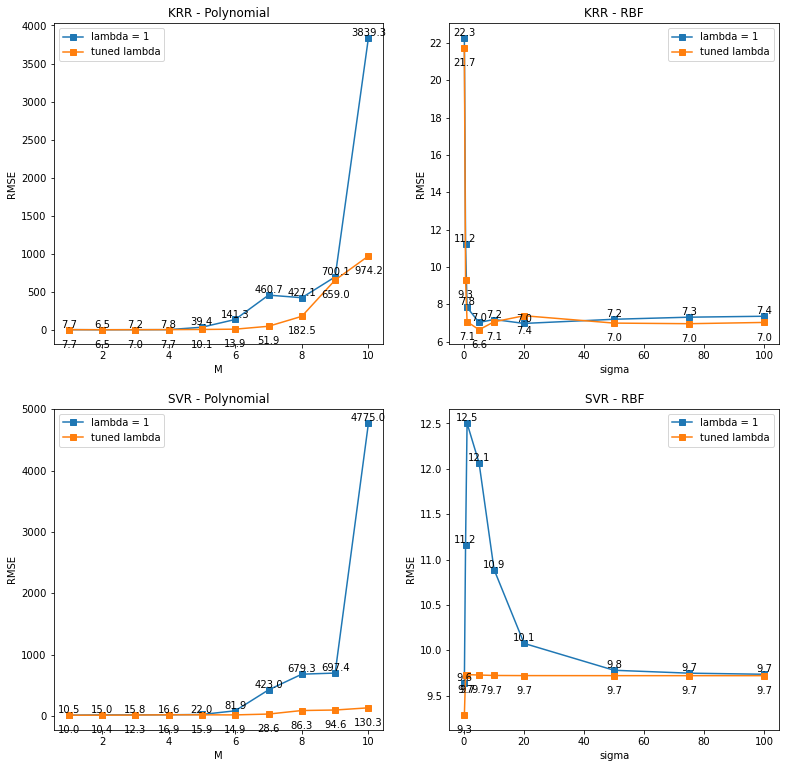 KRR - Polynomial
lambda = 1
tuned lambda
RMSE
4000
3500
3000
2500
2000
1500
1000
500
0
7.7 6.5 7.2 7.8 39.4 141.3 460.7 427.1 700.1 3839.3
7.7 6.5 7.0 7.7 10.1 13.9 51.9 182.5 659.0 974.2
2 4 6 8 10
M
KRR - RBF
lambda = 1
tuned lambda
RMSE
22
20
18
16
14
12
10
8
6
22.3 11.2 7.8 7.0 7.2 7.0 7.2 7.3 7.4
21.7 9.3 7.1 6.6 7.1 7.4 7.0 7.0 7.0
0 20 40 60 80 100
sigma
SVR - Polynomial
lambda = 1
tuned lambda
RMSE
5000
4000
3000
2000
1000
0
10.5 15.0 15.8 16.6 22.0 81.9 423.0 679.3 697.4 4775.0
10.0 10.4 12.3 16.9 15.9 14.9 28.6 86.3 94.6 130.3
2 4 6 8 10
M
SVR - RBF
lambda = 1
tuned lambda
RMSE
12.5
12.0
11.5
11.0
10.5
10.0
9.5
9.6 11.2 12.5 12.1 10.9 10.1 9.8 9.7 9.7
9.3 9.7 9.7 9.7 9.7 9.7 9.7 9.7 9.7
0 20 40 60 80 100
sigma